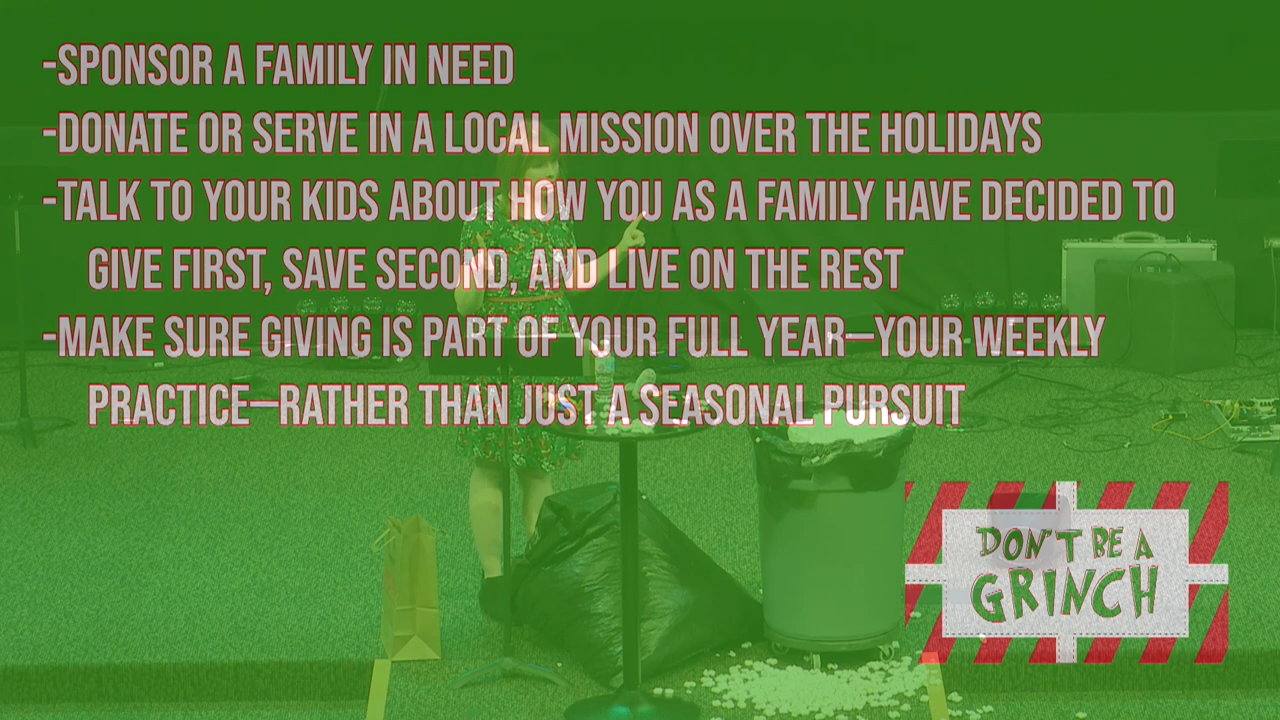 -SPONSOR A FAMILY IN NEED
-DONATE OR SERVE IN A LOCAL MISSION OVER THE HOLIDAYS
-TALK TO YOUR KIDS ABOUT HOW YOU AS A FAMILY HAVE DECIDED TO
GIVE FIRST, SAVE SECOND, AND LIVE ON THE REST
-MAKE SURE GIVING IS PART OF YOUR FULL YEAR—YOUR WEEKLY
PRACTICE—RATHER THAN JUST A SEASONAL PURSUIT
DON'T BE A
GRINCH